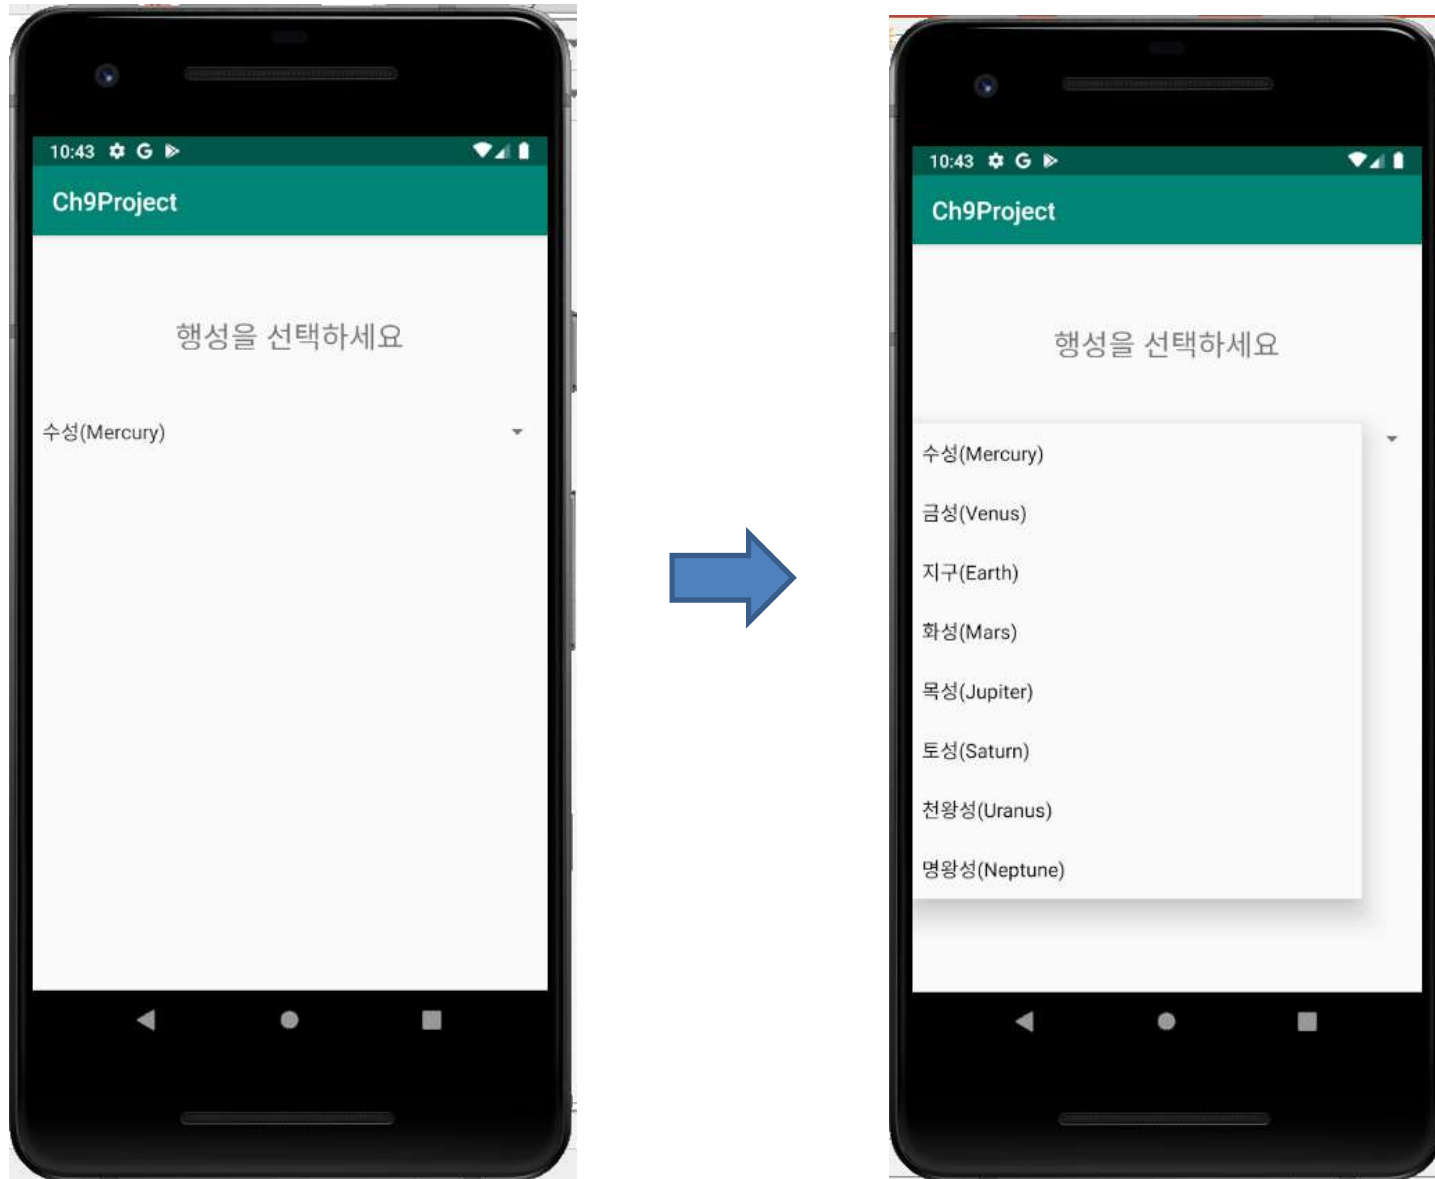 10:43 G
Ch9Project
행성을 선택하세요
수성(Mercury)
10:43 G
Ch9Project
행성을 선택하세요
수성(Mercury)
금성(Venus)
지구(Earth)
화성(Mars)
목성(Jupiter)
토성(Saturn)
천왕성(Uranus)
명왕성(Neptune)